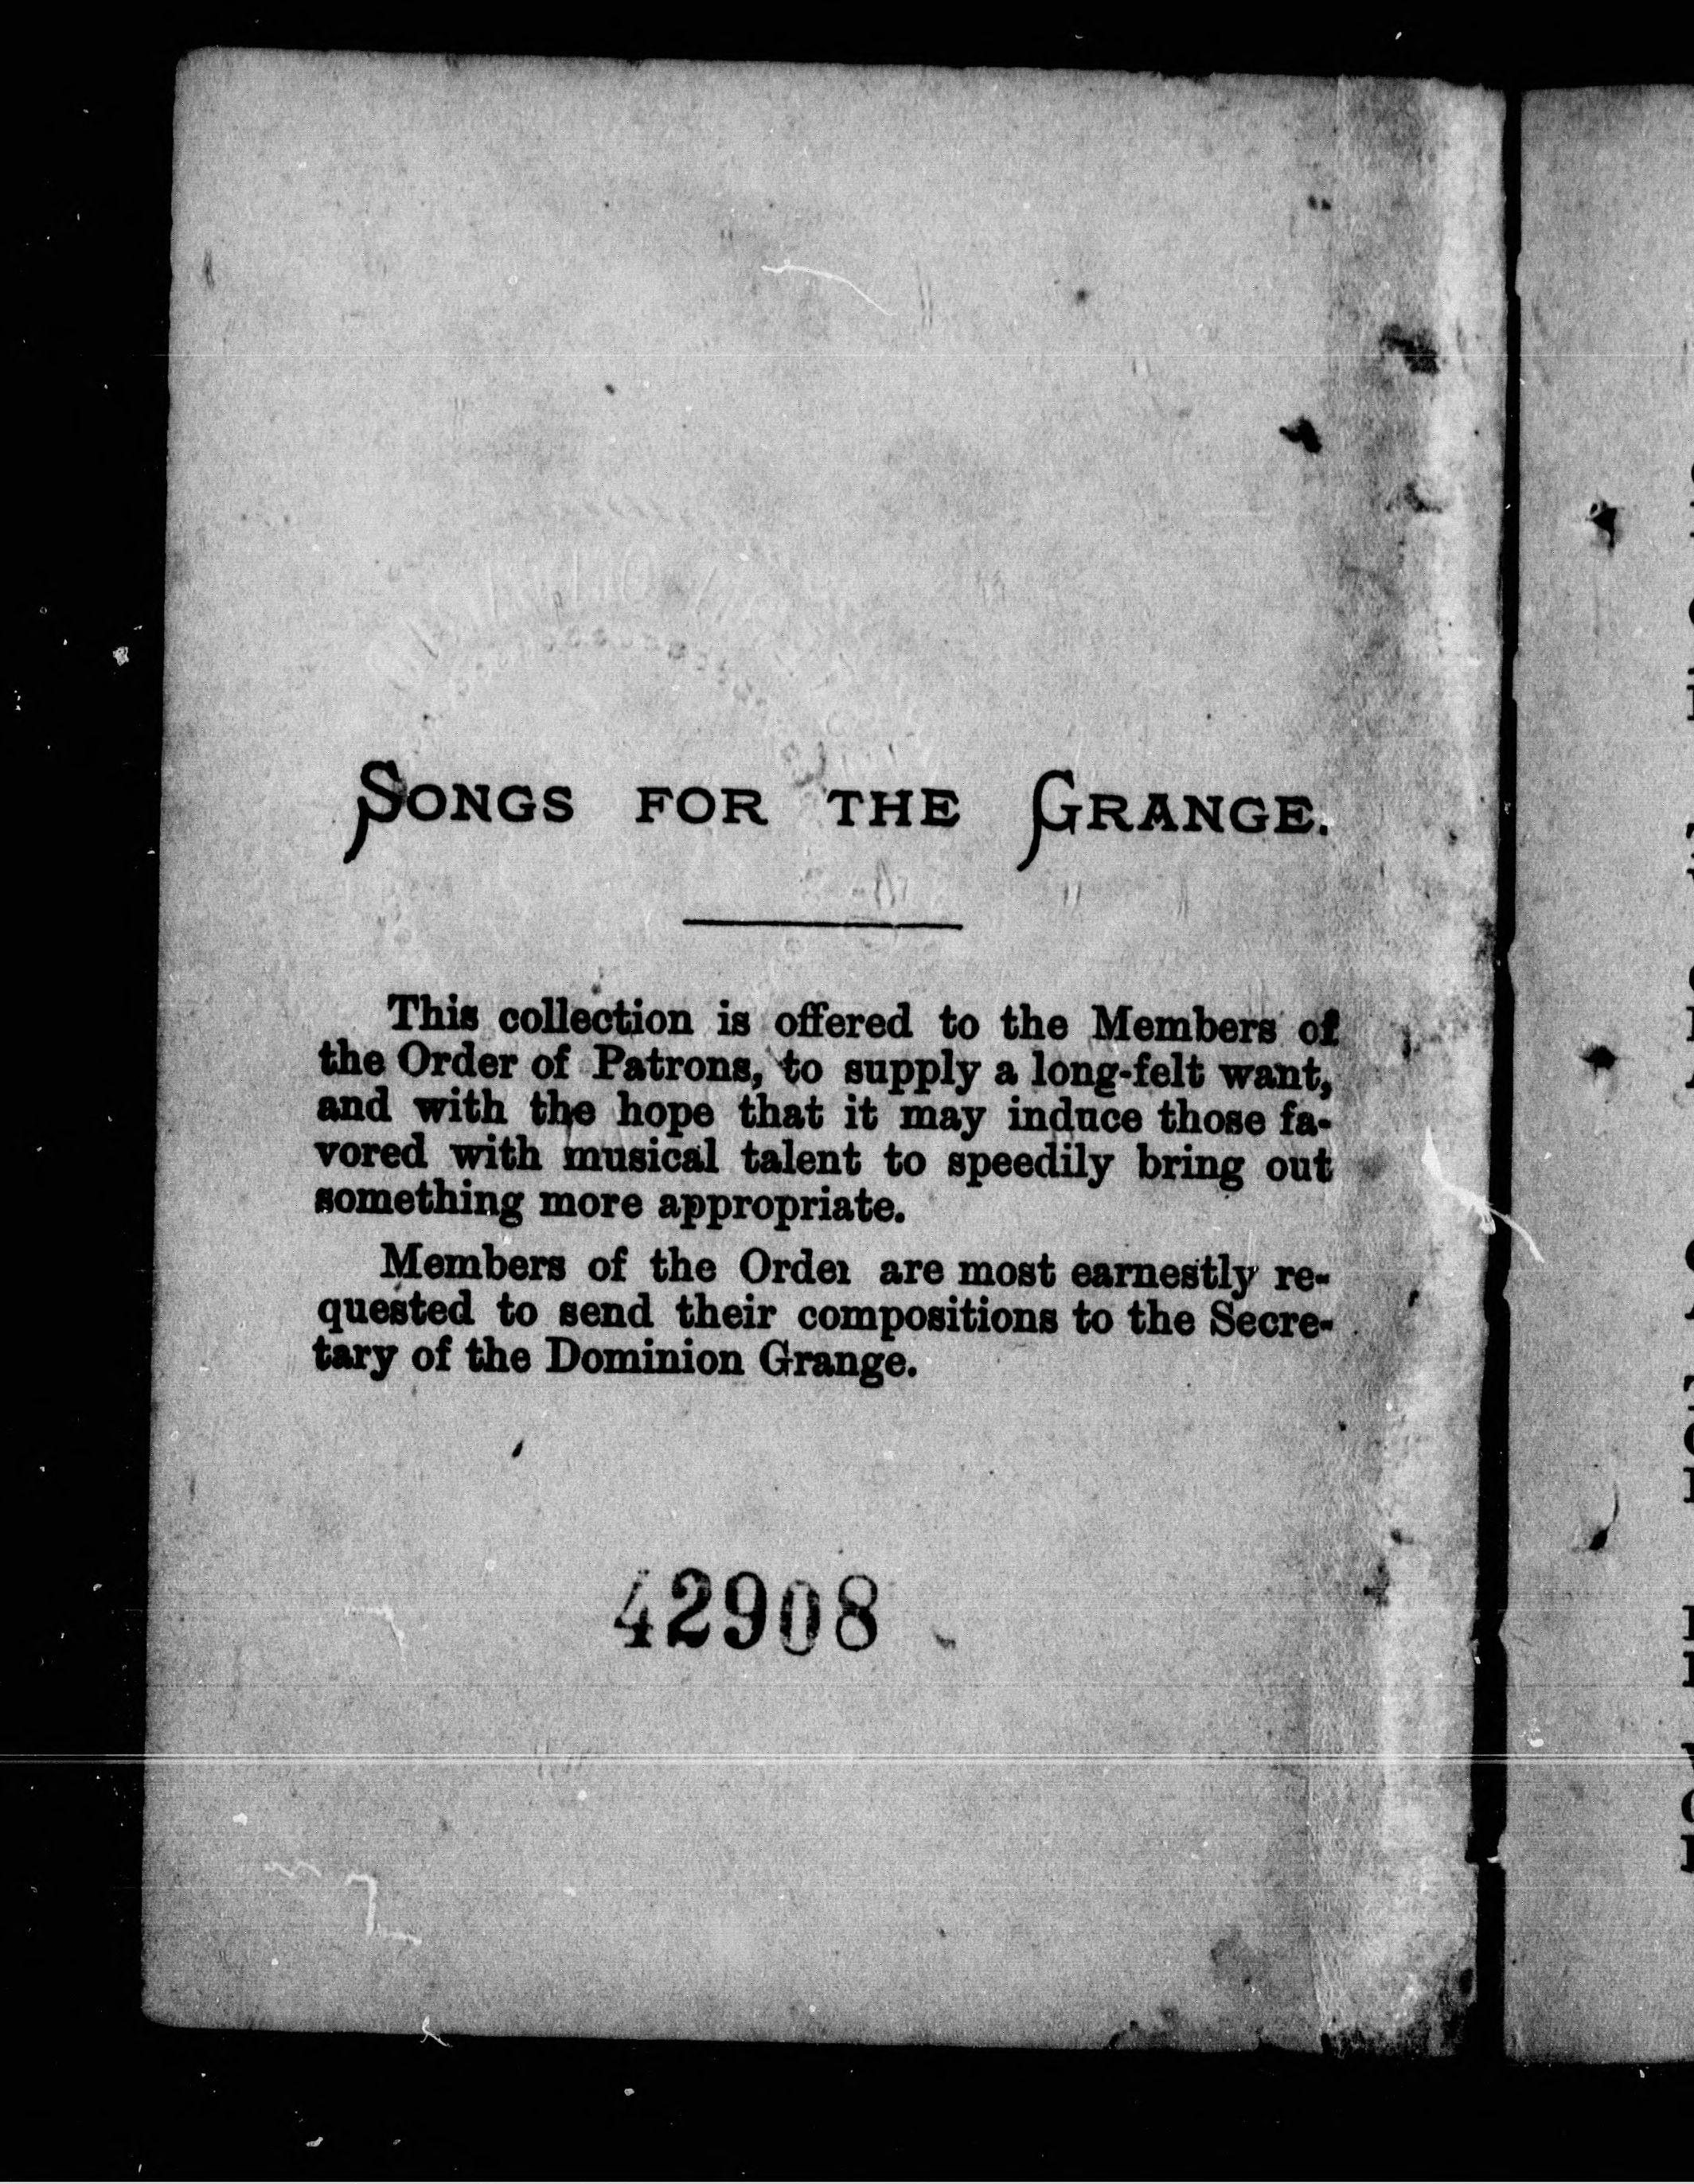 SONGS FOR THE GRANGE.
This collection is offered to the Members of
the Order of Patrons, to supply a long-felt want,
and with the hope that it may induce those fa-
vored with musical talent to speedily bring out
something more appropriate.
Members of the Order are most earnestly re-
quested to send their compositions to the Secre-
tary of the Dominion Grange.
42908